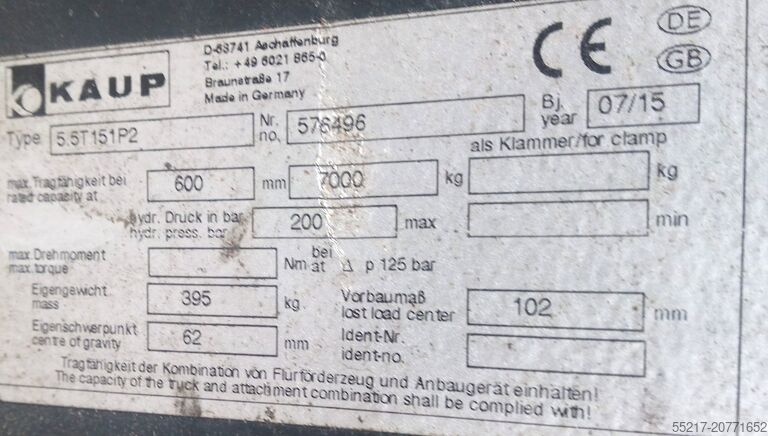 KAUP
D-63741 Aschaffenburg
Tel.: +49 6021 865-0
Braunstraße 17
Made in Germany
CE
DE
GB
Type 5.5T151P2 Nr. no. 576496 Bj. year 07/15
als Klammer/for clamp
max. Tragfähigkeit bei
rated capacity at 600 mm 7000 kg kg
hydr. Druck in bar
hydr. press. bar 200 max min
max. Drehmoment
max. torque Nm bei at Δ p 125 bar
Eigengewicht
mass 395 kg
Vorbaumaß
lost load center 102 mm
Eigenschwerpunkt
centre of gravity 62 mm
Ident-Nr.
ident-no.
Tragfähigkeit der Kombination von Flurförderzeug und Anbaugerät einhalten!
The capacity of the truck and attachment combination shall be complied with!
55217-20771652